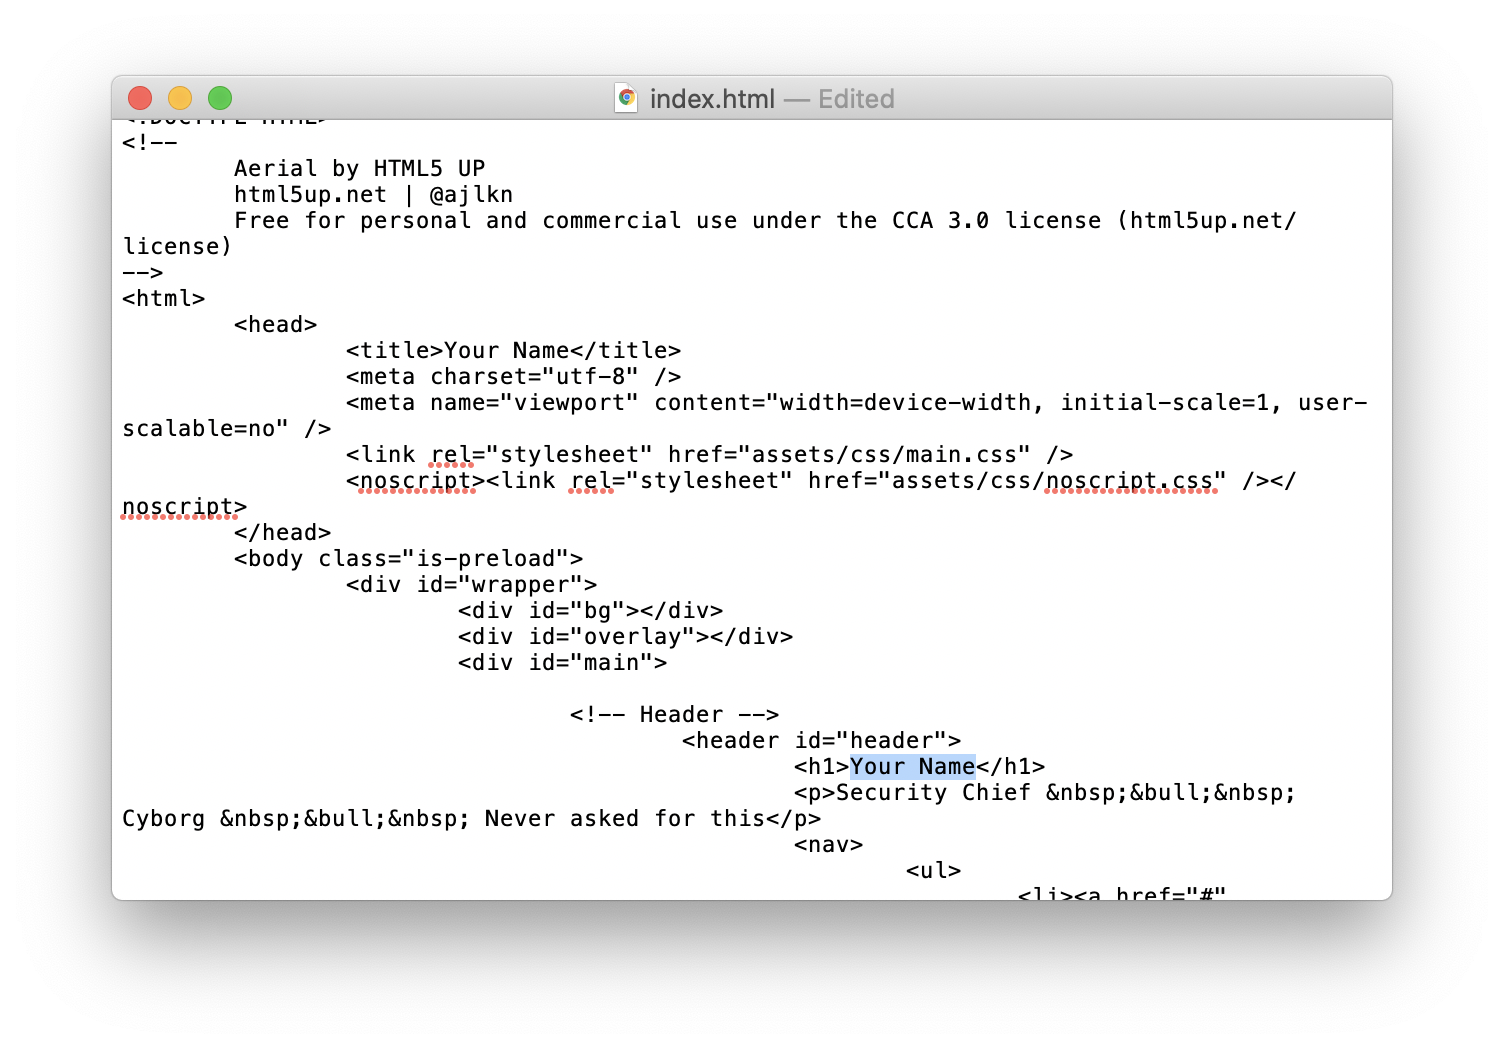 index.html — Edited
<!DOCTYPE HTML>
<!--
Aerial by HTML5 UP
html5up.net | @ajlkn
Free for personal and commercial use under the CCA 3.0 license (html5up.net/
license)
-->
<html>
<head>
<title>Your Name</title>
<meta charset="utf-8" />
<meta name="viewport" content="width=device-width, initial-scale=1, user-
scalable=no" />
<link rel="stylesheet" href="assets/css/main.css" />
<noscript><link rel="stylesheet" href="assets/css/noscript.css" /></
noscript>
</head>
<body class="is-preload">
<div id="wrapper">
<div id="bg"></div>
<div id="overlay"></div>
<div id="main">
<!-- Header -->
<header id="header">
<h1>Your Name</h1>
<p>Security Chief &nbsp;&bull;&nbsp;
Cyborg &nbsp;&bull;&nbsp; Never asked for this</p>
<nav>
<ul>
<li><a href="#"